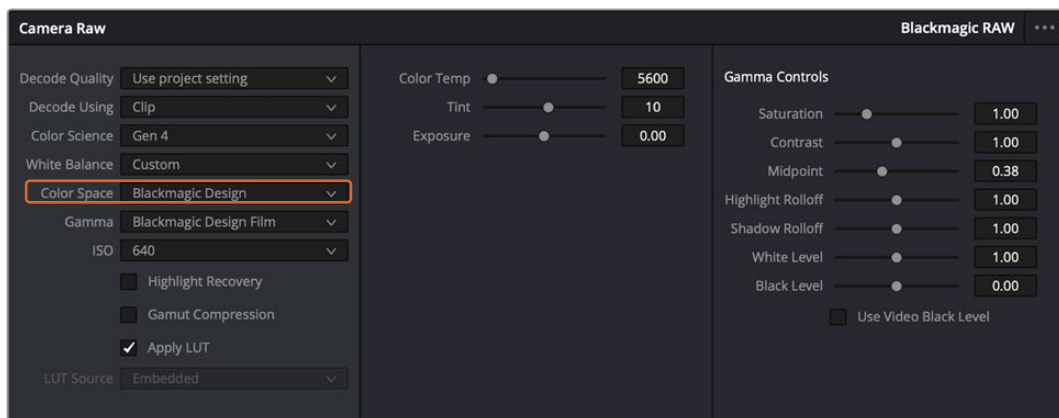 Camera Raw
Blackmagic RAW
Decode Quality Use project setting
Decode Using Clip
Color Science Gen 4
White Balance Custom
Color Space Blackmagic Design
Gamma Blackmagic Design Film
ISO 640
Highlight Recovery
Gamut Compression
Apply LUT
LUT Source Embedded
Color Temp 5600
Tint 10
Exposure 0.00
Gamma Controls
Saturation 1.00
Contrast 1.00
Midpoint 0.38
Highlight Rolloff 1.00
Shadow Rolloff 1.00
White Level 1.00
Black Level 0.00
Use Video Black Level